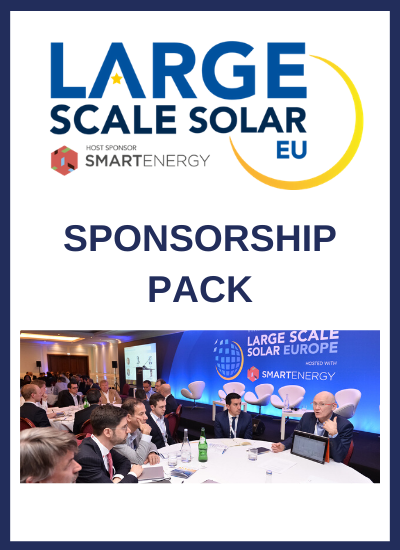 LARGE
SCALE SOLAR
EU
HOST SPONSOR
SMARTENERGY
SPONSORSHIP
PACK
LARGE SCALE
SOLAR EUROPE
HOSTED WITH
SMARTENERGY